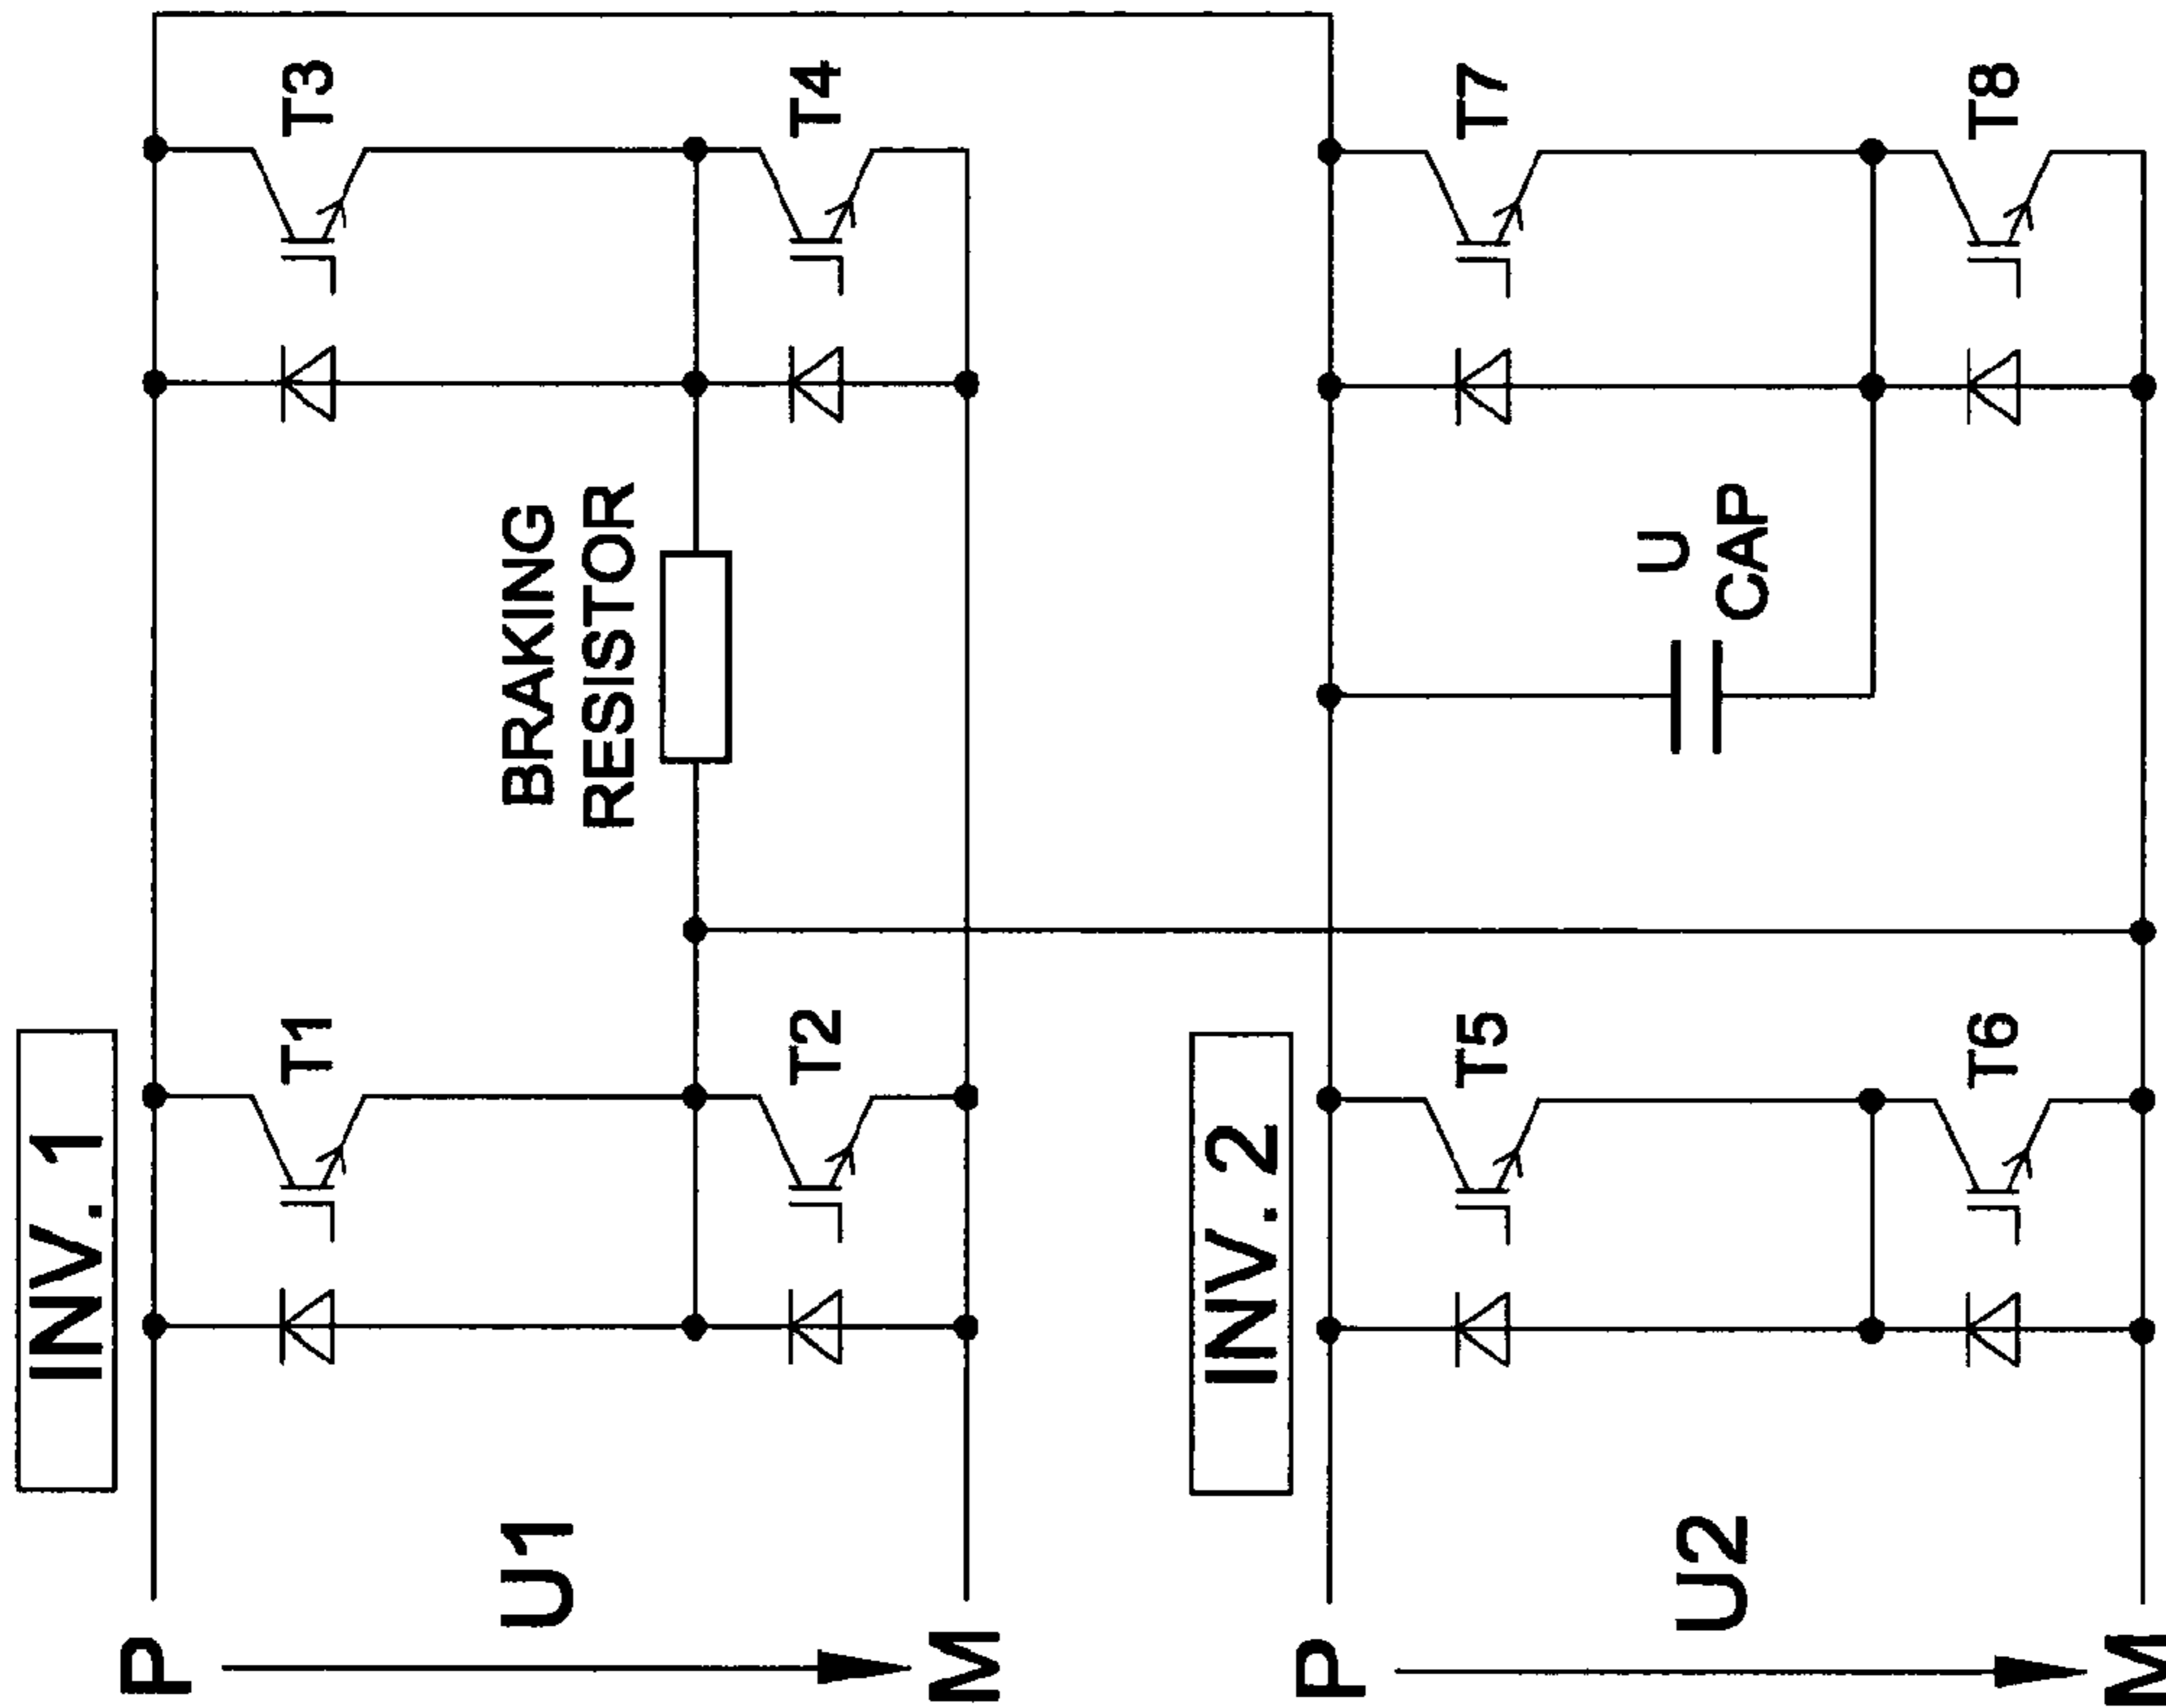 INV. 1
P
U1
M
T1
T2
BRAKING
RESISTOR
T3
T4
INV. 2
P
U2
M
T5
T6
U
CAP
T7
T8